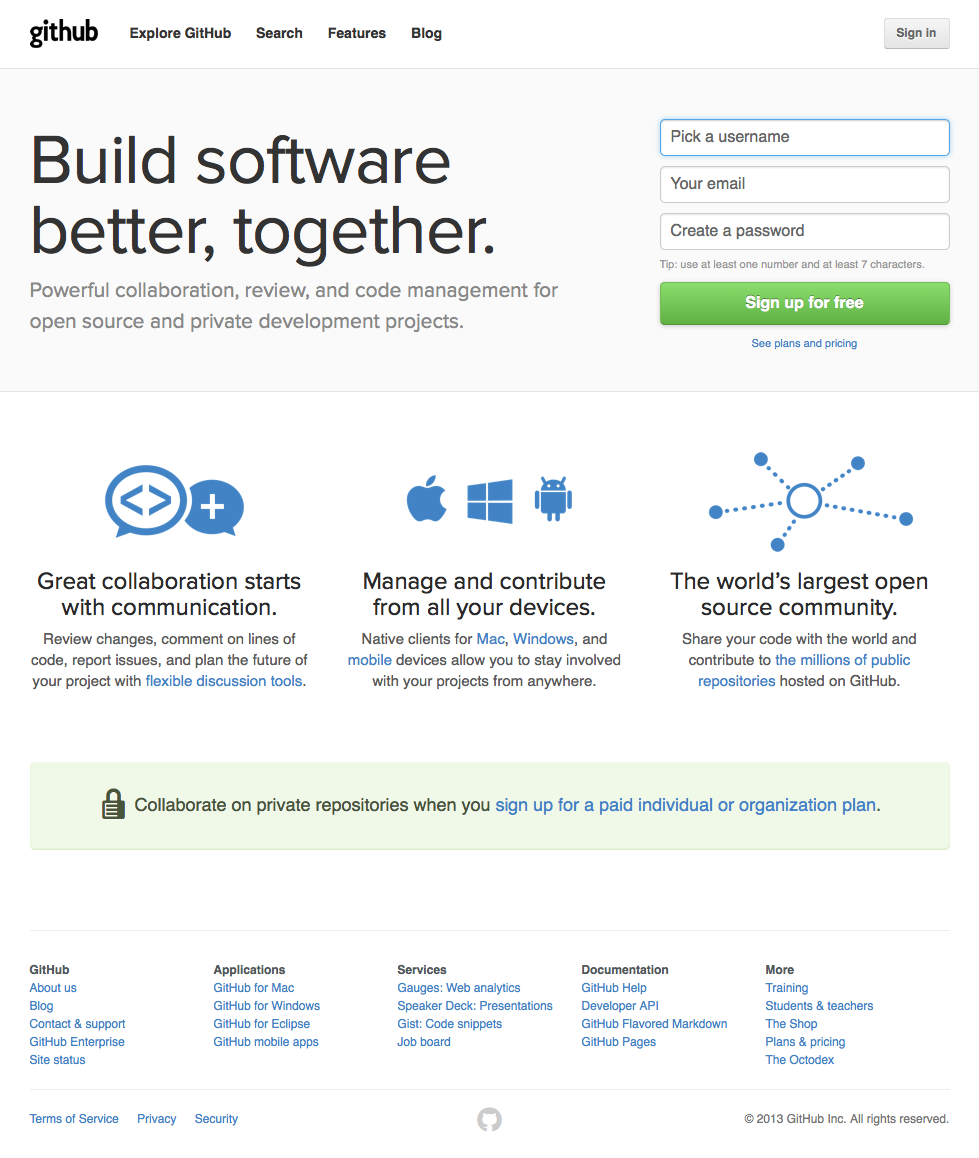 github Explore GitHub Search Features Blog Sign in
Build software
better, together.
Powerful collaboration, review, and code management for
open source and private development projects.
Pick a username
Your email
Create a password
Tip: use at least one number and at least 7 characters.
Sign up for free
See plans and pricing
Great collaboration starts
with communication.
Review changes, comment on lines of
code, report issues, and plan the future of
your project with flexible discussion tools.
Manage and contribute
from all your devices.
Native clients for Mac, Windows, and
mobile devices allow you to stay involved
with your projects from anywhere.
The world’s largest open
source community.
Share your code with the world and
contribute to the millions of public
repositories hosted on GitHub.
Collaborate on private repositories when you sign up for a paid individual or organization plan.
GitHub
About us
Blog
Contact & support
GitHub Enterprise
Site status
Applications
GitHub for Mac
GitHub for Windows
GitHub for Eclipse
GitHub mobile apps
Services
Gauges: Web analytics
Speaker Deck: Presentations
Gist: Code snippets
Job board
Documentation
GitHub Help
Developer API
GitHub Flavored Markdown
GitHub Pages
More
Training
Students & teachers
The Shop
Plans & pricing
The Octodex
Terms of Service Privacy Security
© 2013 GitHub Inc. All rights reserved.